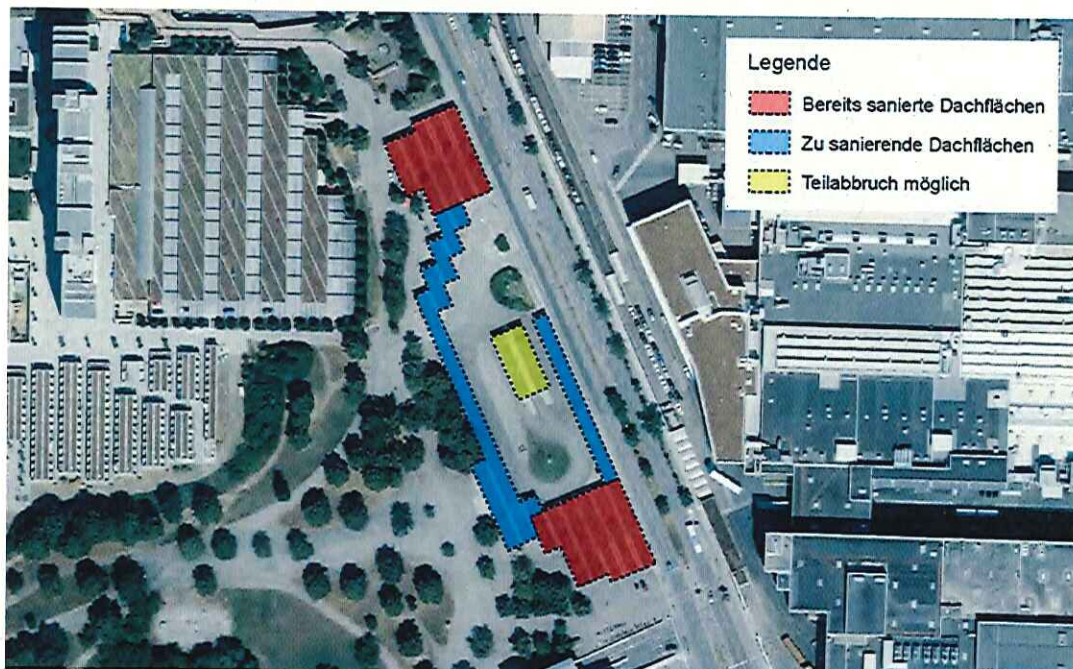 Legende
Bereits sanierte Dachflächen
Zu sanierende Dachflächen
Teilabbruch möglich